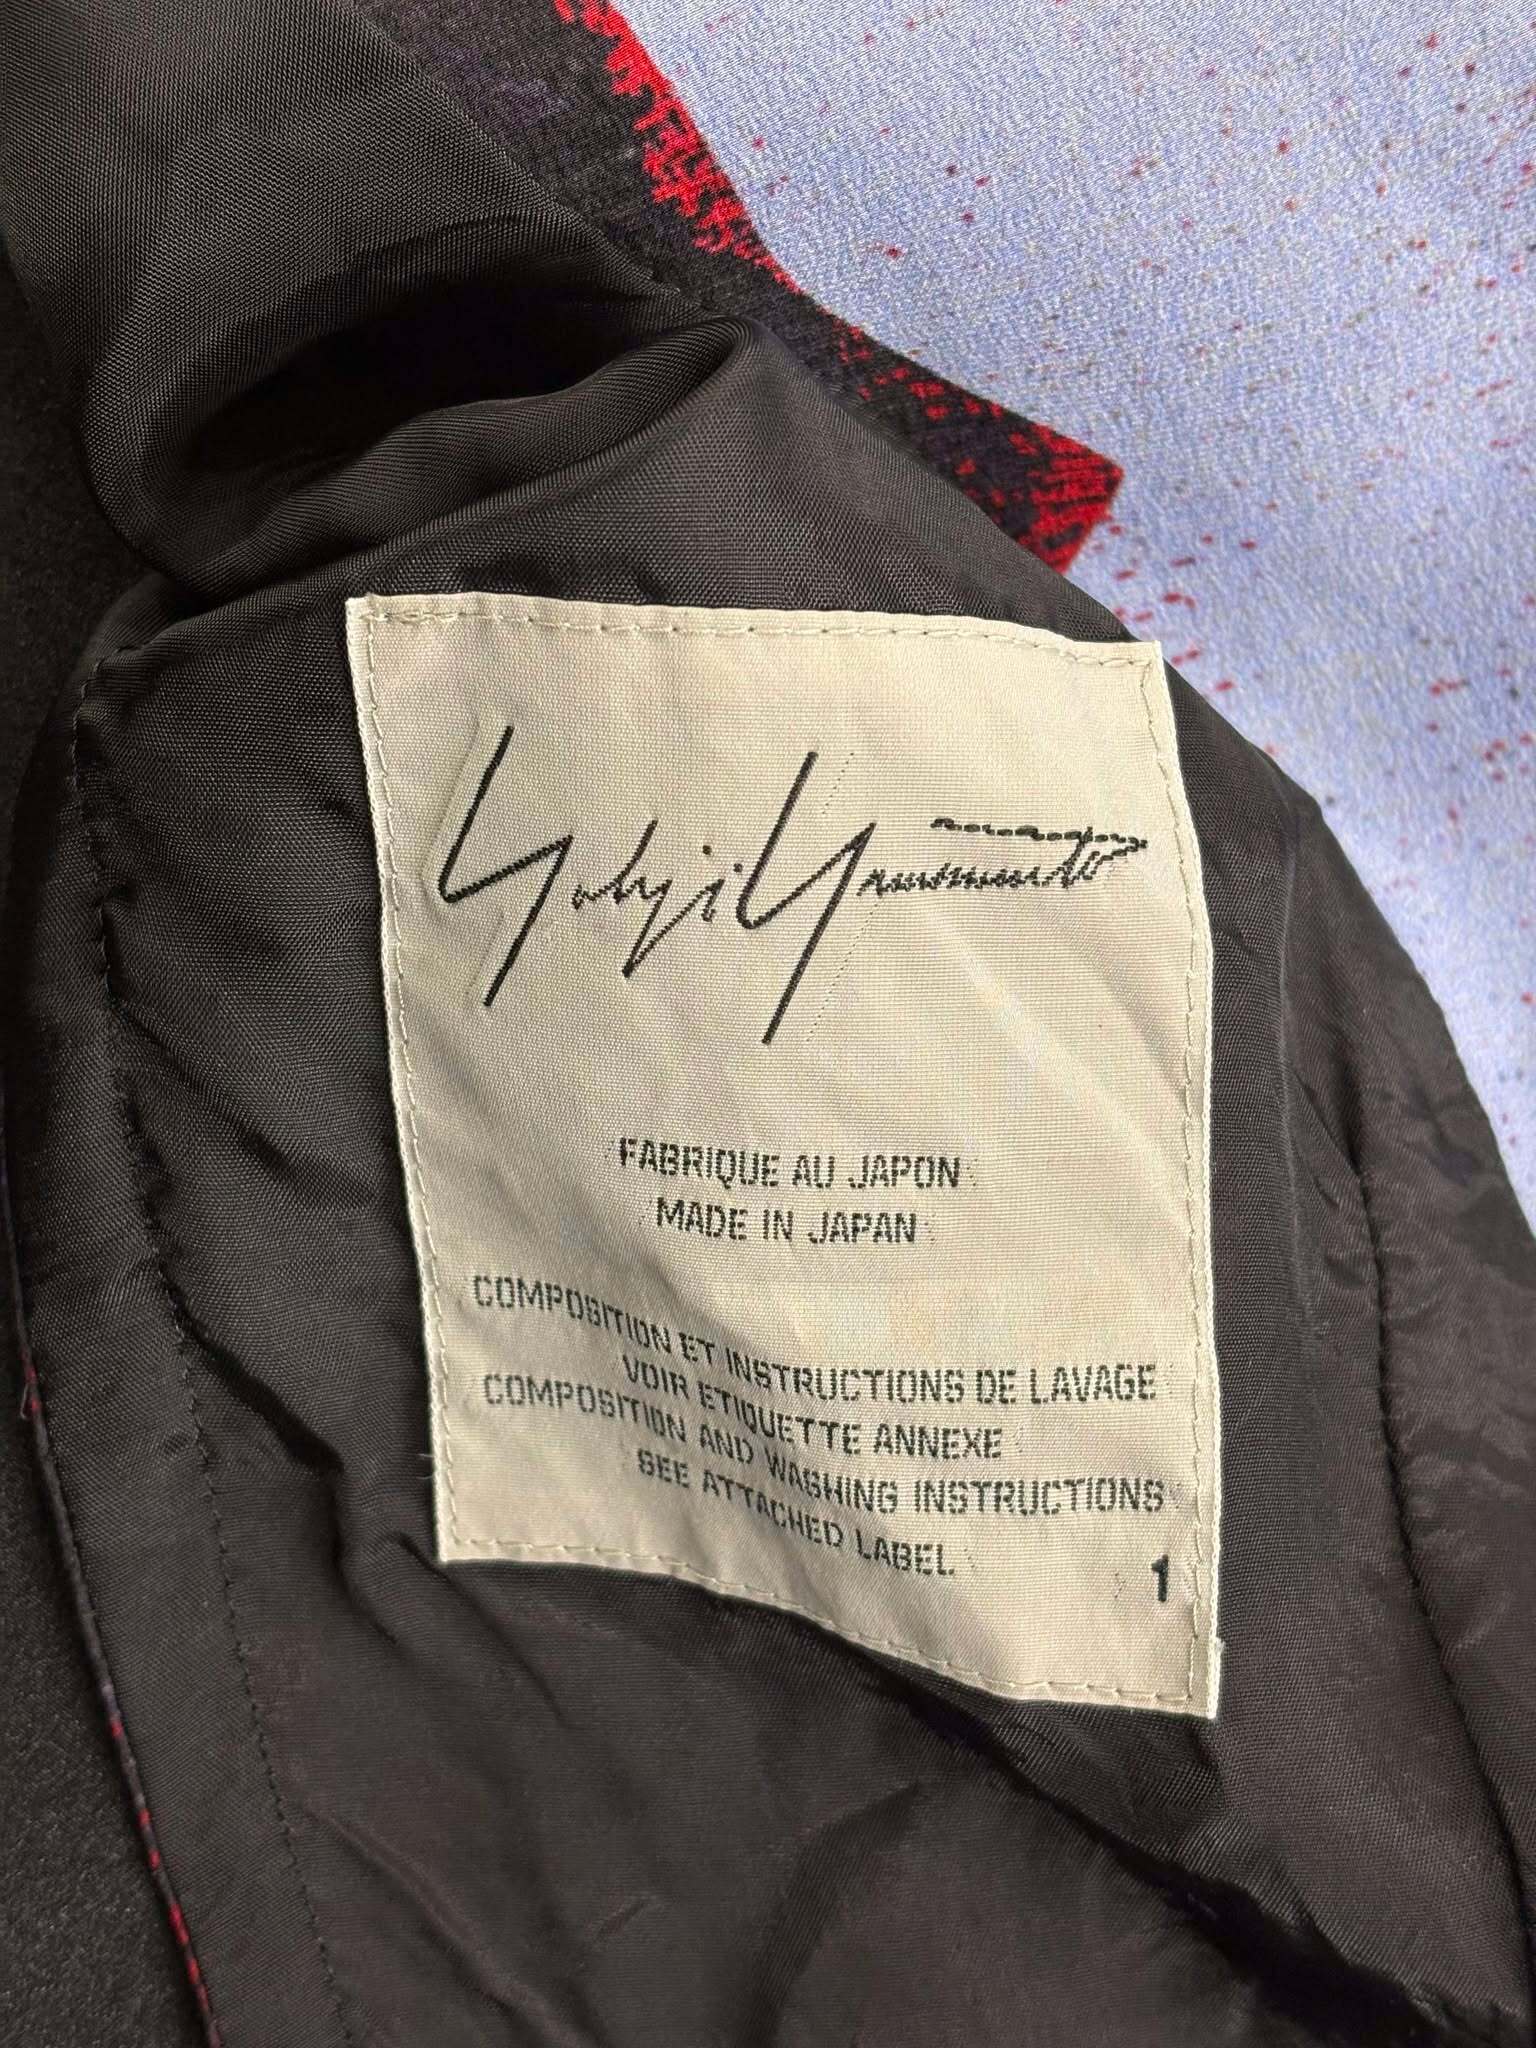 Yohji Yamamoto
FABRIQUE AU JAPON
MADE IN JAPAN
COMPOSITION ET INSTRUCTIONS DE LAVAGE
VOIR ETIQUETTE ANNEXE
COMPOSITION AND WASHING INSTRUCTIONS
SEE ATTACHED LABEL
1